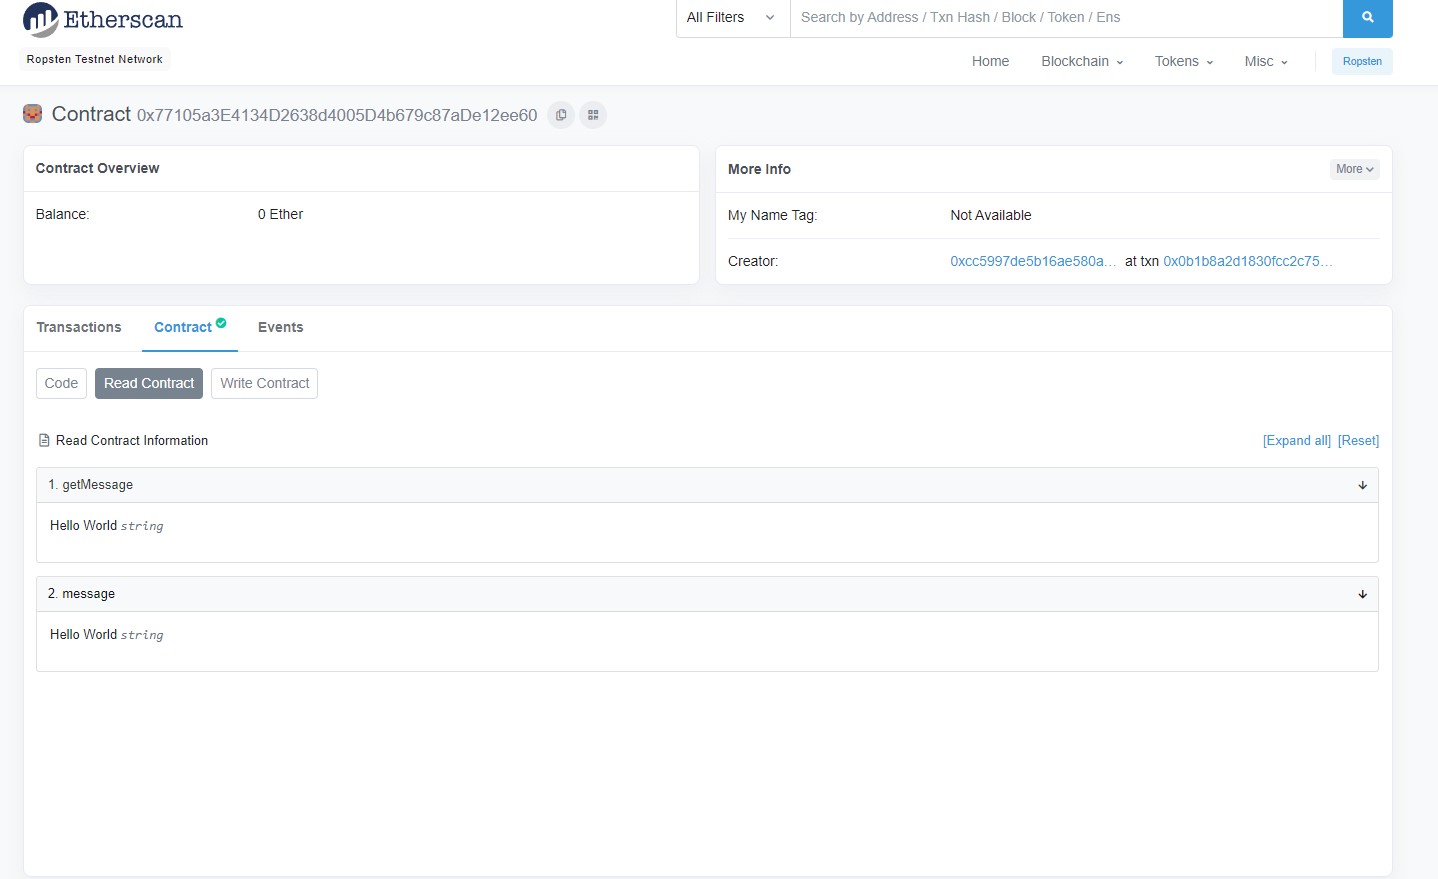 Etherscan
All Filters
Search by Address / Txn Hash / Block / Token / Ens
Ropsten Testnet Network
Home Blockchain Tokens Misc Ropsten
Contract 0x77105a3E4134D2638d4005D4b679c87aDe12ee60
Contract Overview
Balance: 0 Ether
More Info More
My Name Tag: Not Available
Creator: 0xcc5997de5b16ae580a... at txn 0x0b1b8a2d1830fcc2c75...
Transactions Contract Events
Code Read Contract Write Contract
Read Contract Information [Expand all] [Reset]
1. getMessage
Hello World string
2. message
Hello World string